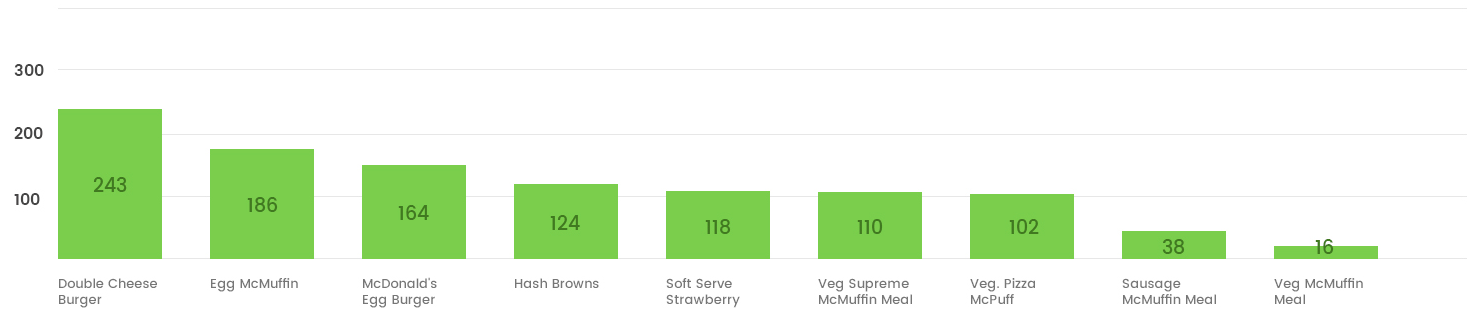 300
200
100
243
186
164
124
118
110
102
38
16
Double Cheese
Burger
Egg McMuffin
McDonald's
Egg Burger
Hash Browns
Soft Serve
Strawberry
Veg Supreme
McMuffin Meal
Veg. Pizza
McPuff
Sausage
McMuffin Meal
Veg McMuffin
Meal